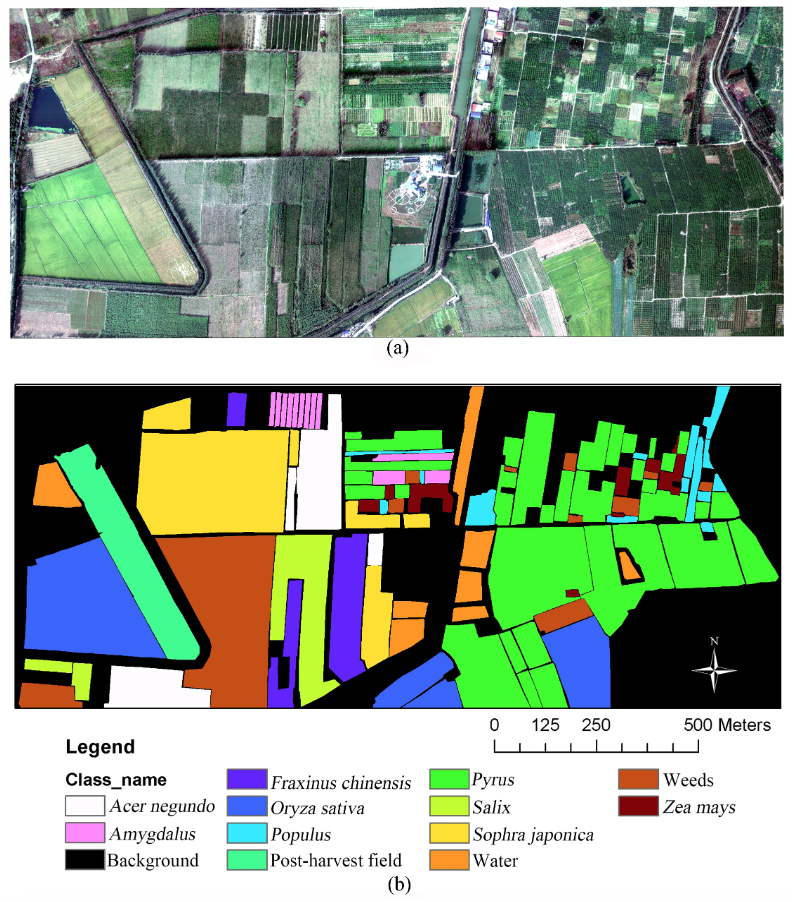 (a)
N
0 125 250 500 Meters
Legend
Class_name
Acer negundo
Amygdalus
Background
Fraxinus chinensis
Oryza sativa
Populus
Post-harvest field
Pyrus
Salix
Sophra japonica
Water
Weeds
Zea mays
(b)